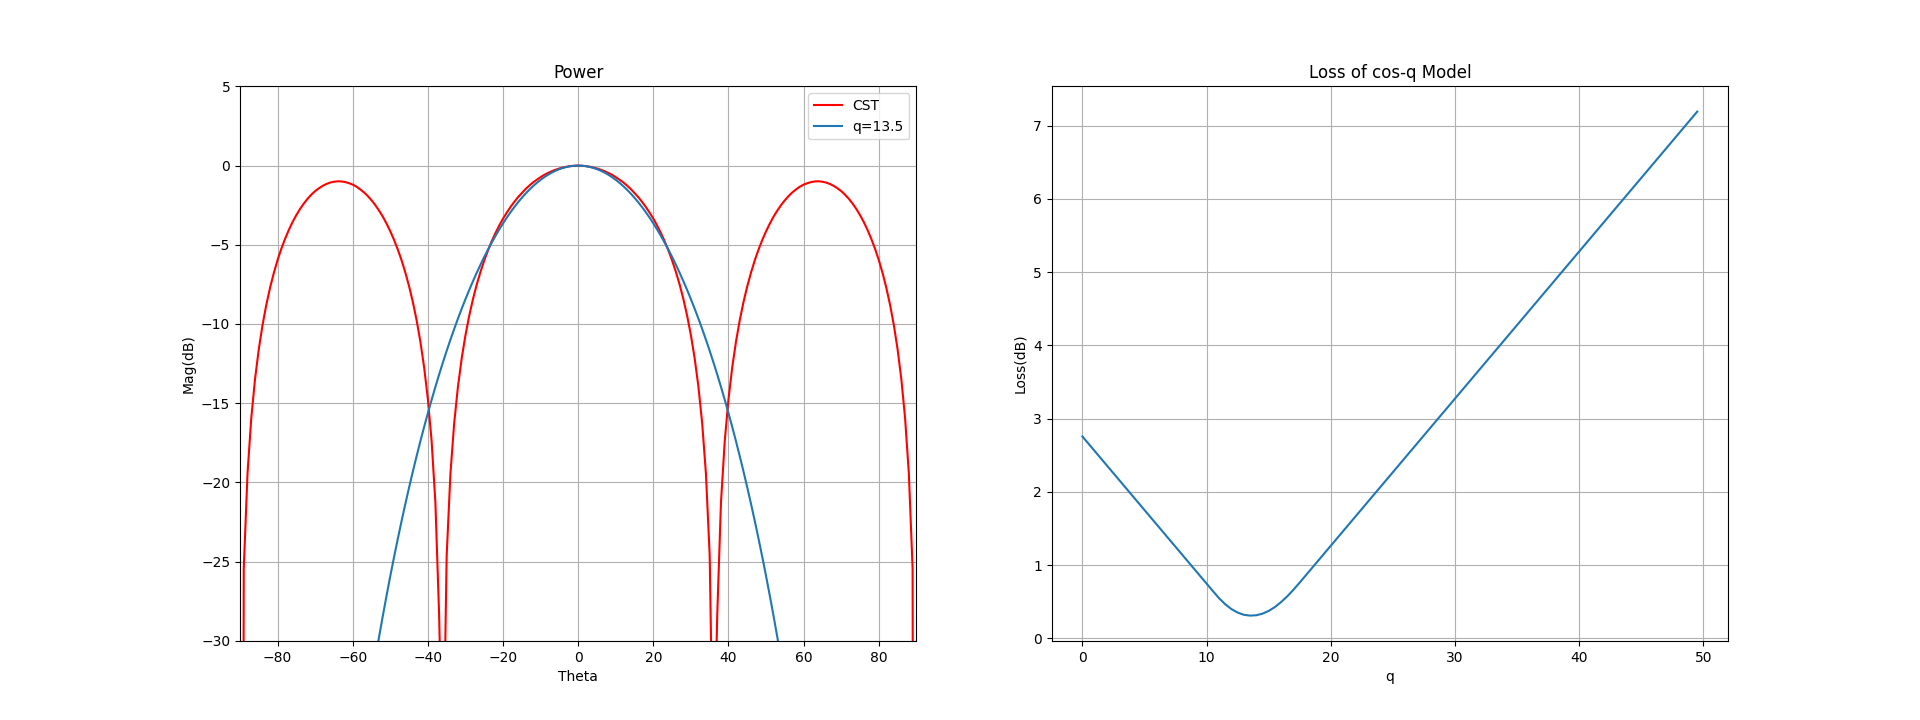 Power
5
0
−5
−10
−15
−20
−25
−30
Mag(dB)
−80 −60 −40 −20 0 20 40 60 80
Theta
CST
q=13.5
Loss of cos-q Model
7
6
5
4
3
2
1
0
Loss(dB)
0 10 20 30 40 50
q